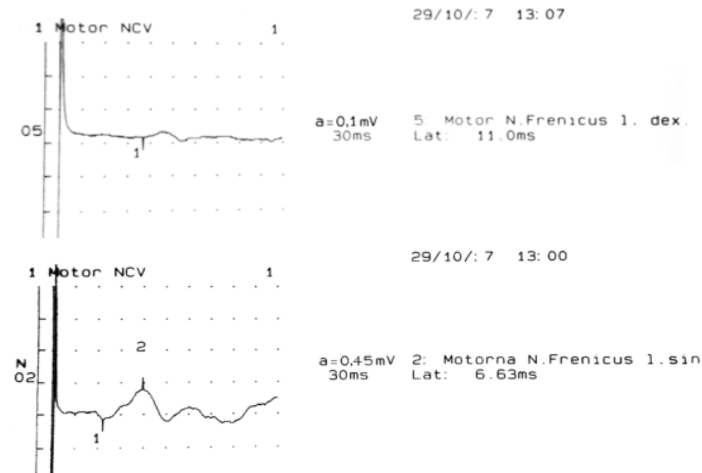 29/10/: 7 13: 07
1 Motor NCV 1
05
1
a=0,1mV
30ms
5: Motor N.Frenicus l. dex.
Lat: 11.0ms
29/10/: 7 13: 00
1 Motor NCV 1
N
02
2
1
a=0,45mV
30ms
2: Motorna N.Frenicus l.sin
Lat: 6.63ms